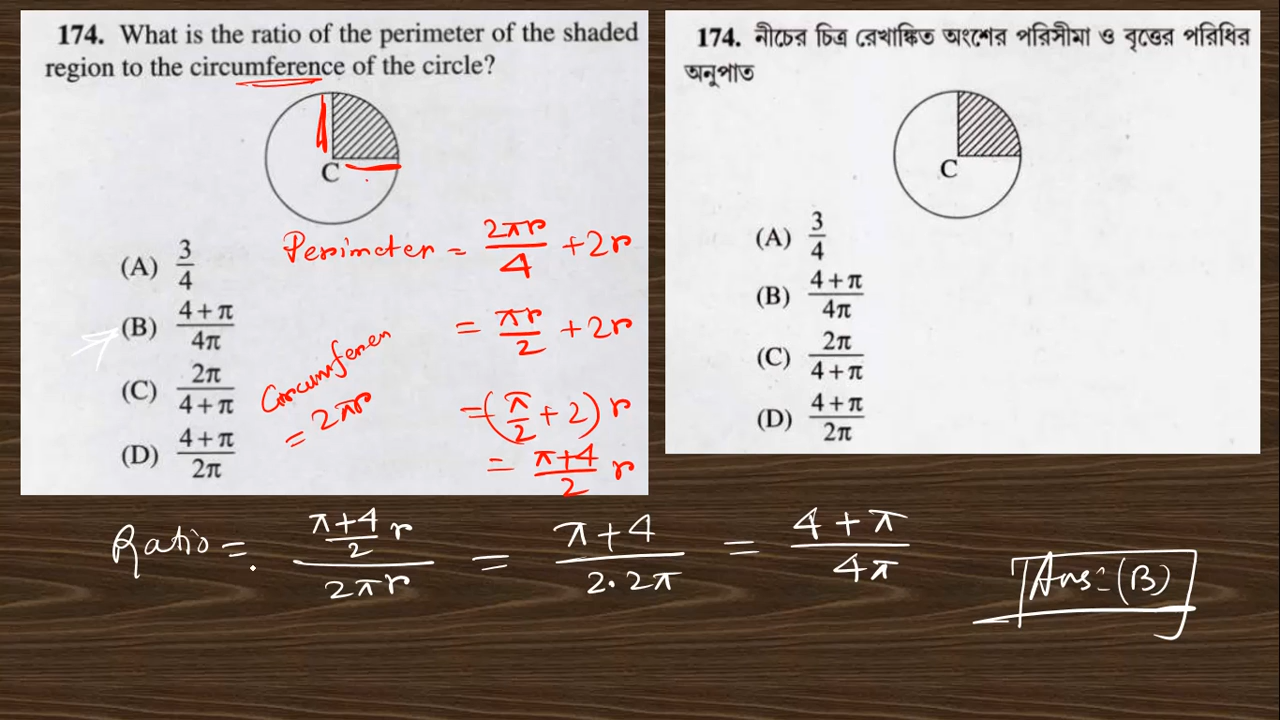 174. What is the ratio of the perimeter of the shaded
region to the circumference of the circle?
C
(A) 3/4
(B) (4+π)/4π
(C) 2π/(4+π)
(D) (4+π)/2π
Perimeter = 2πr/4 + 2r
= πr/2 + 2r
= (π/2 + 2) r
= (π+4)/2 r
Circumferen
= 2πr
174. নীচের চিত্র রেখাঙ্কিত অংশের পরিসীমা ও বৃত্তের পরিধির
অনুপাত
C
(A) 3/4
(B) (4+π)/4π
(C) 2π/(4+π)
(D) (4+π)/2π
Ratio = ((π+4)/2 r)/2πr = (π+4)/(2·2π) = (4+π)/4π
Ans:(B)